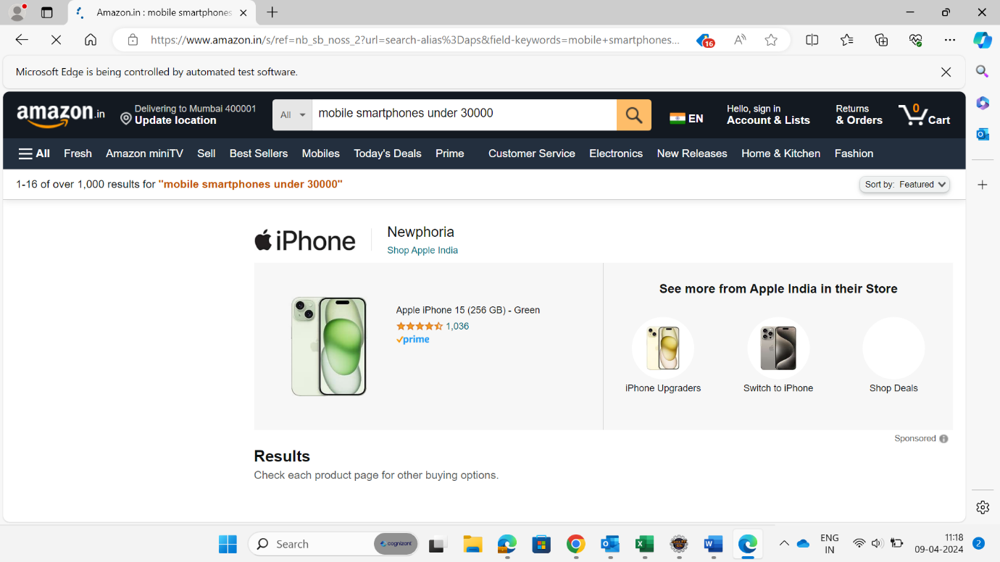 Amazon.in : mobile smartphones
https://www.amazon.in/s/ref=nb_sb_noss_2?url=search-alias%3Daps&field-keywords=mobile+smartphones...
16
Microsoft Edge is being controlled by automated test software.
amazon.in
Delivering to Mumbai 400001
Update location
All
mobile smartphones under 30000
EN
Hello, sign in
Account & Lists
Returns
& Orders
0
Cart
All Fresh Amazon miniTV Sell Best Sellers Mobiles Today's Deals Prime Customer Service Electronics New Releases Home & Kitchen Fashion
1-16 of over 1,000 results for "mobile smartphones under 30000"
Sort by: Featured
iPhone
Newphoria
Shop Apple India
Apple iPhone 15 (256 GB) - Green
1,036
prime
See more from Apple India in their Store
iPhone Upgraders
Switch to iPhone
Shop Deals
Sponsored
Results
Check each product page for other buying options.
Search
cognizant
ENG
IN
11:18
09-04-2024
2